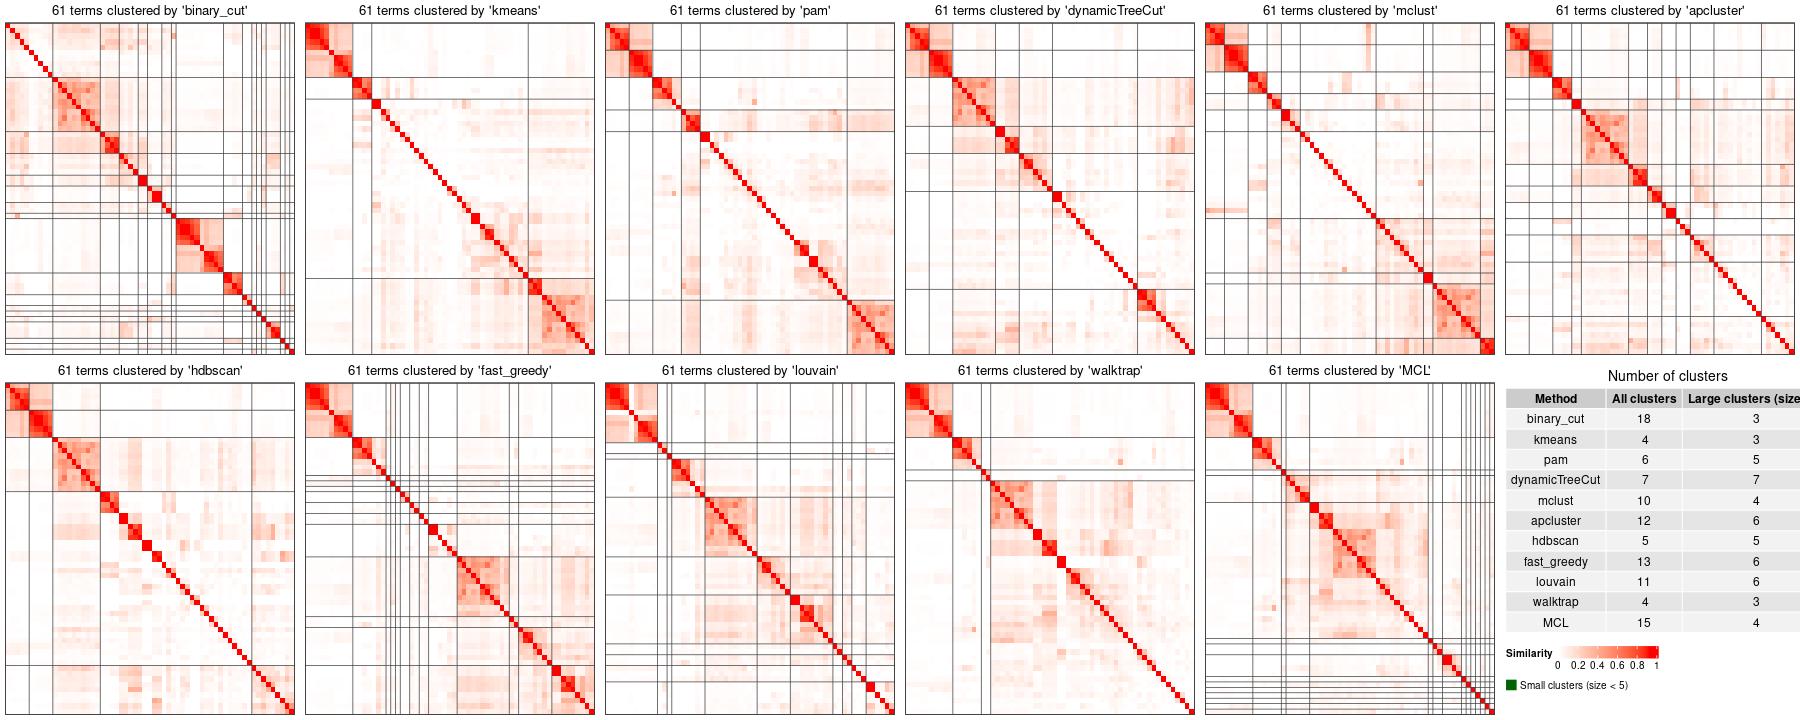 61 terms clustered by 'binary_cut'
61 terms clustered by 'kmeans'
61 terms clustered by 'pam'
61 terms clustered by 'dynamicTreeCut'
61 terms clustered by 'mclust'
61 terms clustered by 'apcluster'
61 terms clustered by 'hdbscan'
61 terms clustered by 'fast_greedy'
61 terms clustered by 'louvain'
61 terms clustered by 'walktrap'
61 terms clustered by 'MCL'
Number of clusters
Method All clusters Large clusters (size
binary_cut 18 3
kmeans 4 3
pam 6 5
dynamicTreeCut 7 7
mclust 10 4
apcluster 12 6
hdbscan 5 5
fast_greedy 13 6
louvain 11 6
walktrap 4 3
MCL 15 4
Similarity
0 0.2 0.4 0.6 0.8 1
Small clusters (size < 5)